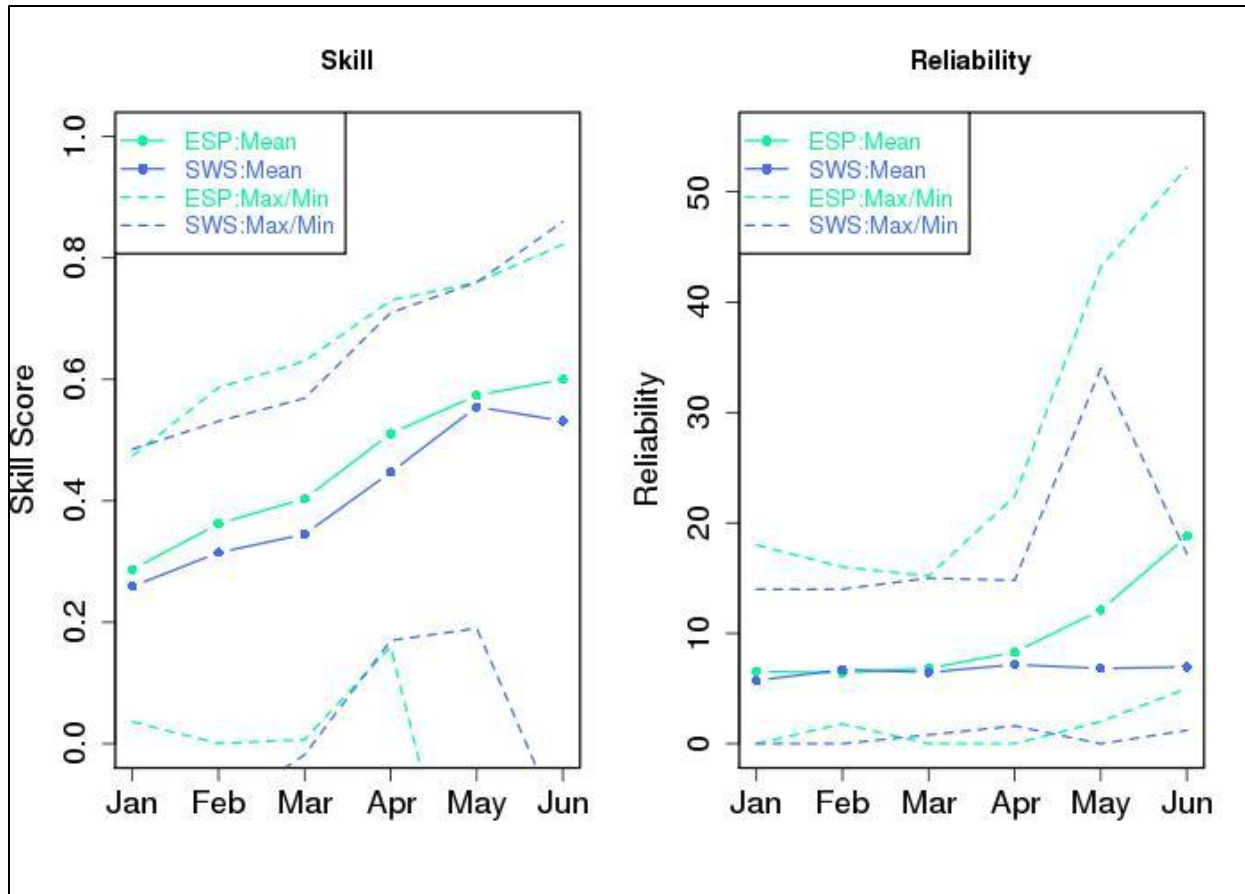 Skill
ESP:Mean
SWS:Mean
ESP:Max/Min
SWS:Max/Min
Skill Score
1.0
0.8
0.6
0.4
0.2
0.0
Jan Feb Mar Apr May Jun
Reliability
ESP:Mean
SWS:Mean
ESP:Max/Min
SWS:Max/Min
Reliability
50
40
30
20
10
0
Jan Feb Mar Apr May Jun